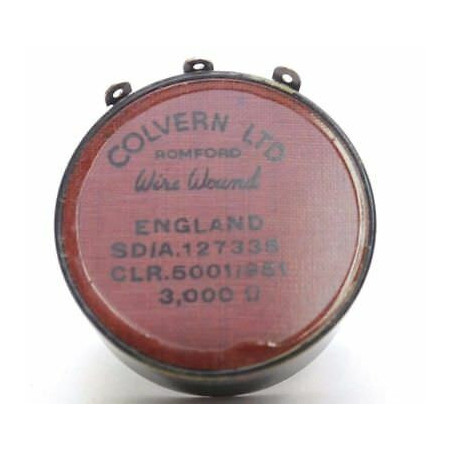 COLVERN LTD
ROMFORD
Wire Wound
ENGLAND
SD/A.127338
CLR.5001/951
3,000 Ω